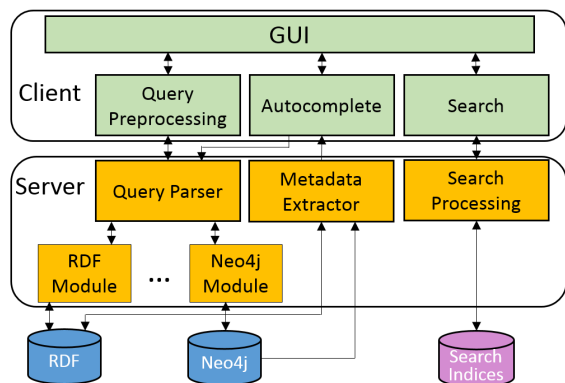 GUI
Client
Query
Preprocessing
Autocomplete
Search
Server
Query Parser
Metadata
Extractor
Search
Processing
RDF
Module
...
Neo4j
Module
RDF
Neo4j
Search
Indices